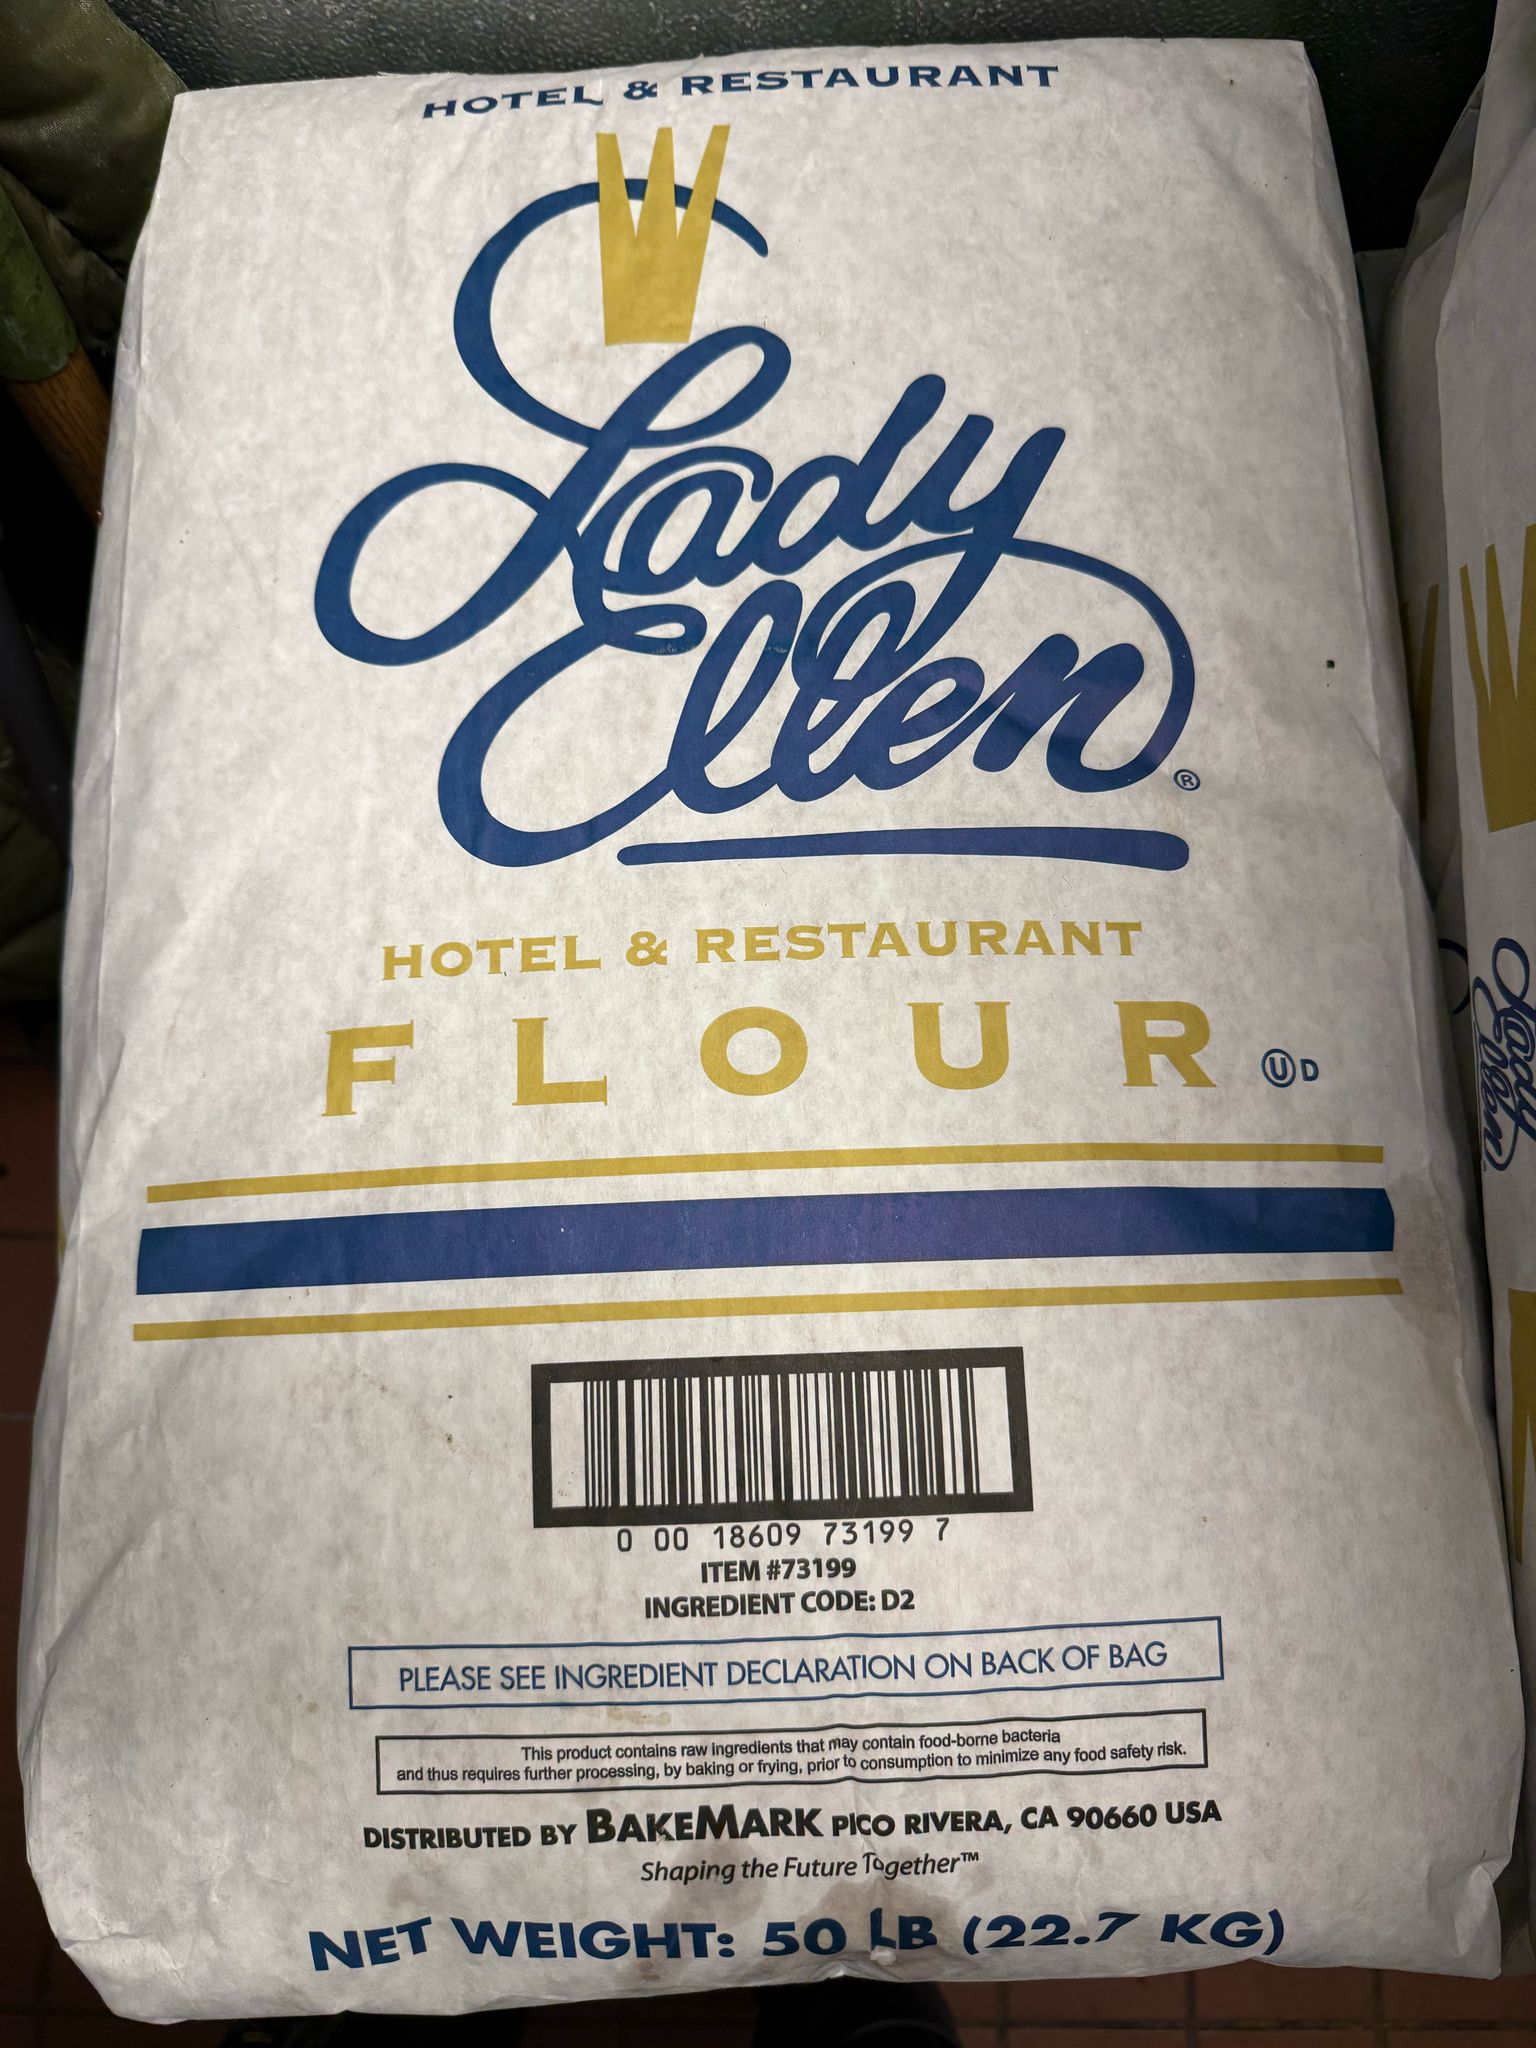 HOTEL & RESTAURANT
Lady
Ellen®
HOTEL & RESTAURANT
FLOUR Ⓤ D
0 00 18609 73199 7
ITEM #73199
INGREDIENT CODE: D2
PLEASE SEE INGREDIENT DECLARATION ON BACK OF BAG
This product contains raw ingredients that may contain food-borne bacteria
and thus requires further processing, by baking or frying, prior to consumption to minimize any food safety risk.
DISTRIBUTED BY BAKEMARK PICO RIVERA, CA 90660 USA
Shaping the Future Together™
NET WEIGHT: 50 LB (22.7 KG)
Lady
Ellen